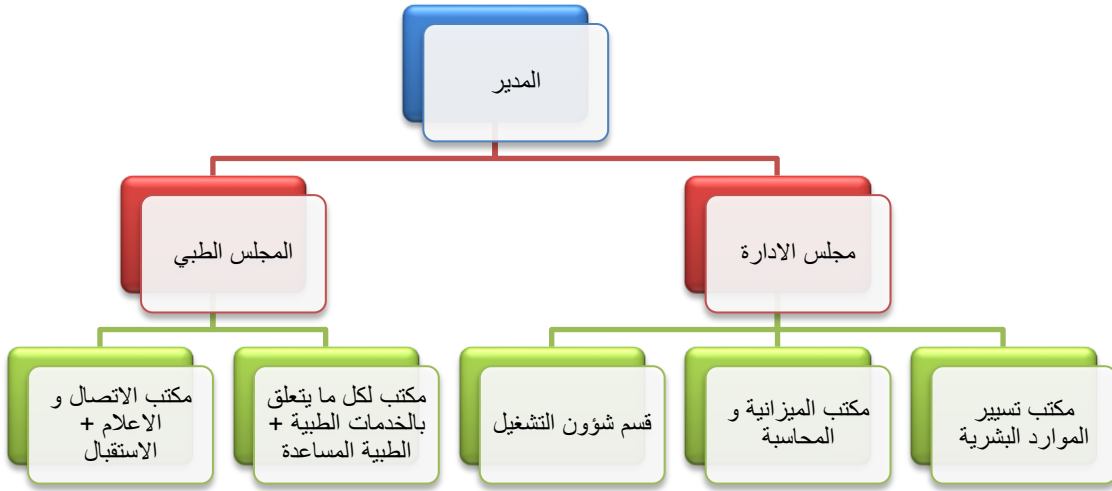 المدير
مجلس الادارة
المجلس الطبي
مكتب تسيير
الموارد البشرية
مكتب الميزانية و
المحاسبة
قسم شؤون التشغيل
مكتب لكل ما يتعلق
بالخدمات الطبية +
الطبية المساعدة
مكتب الاتصال و
الاعلام +
الاستقبال